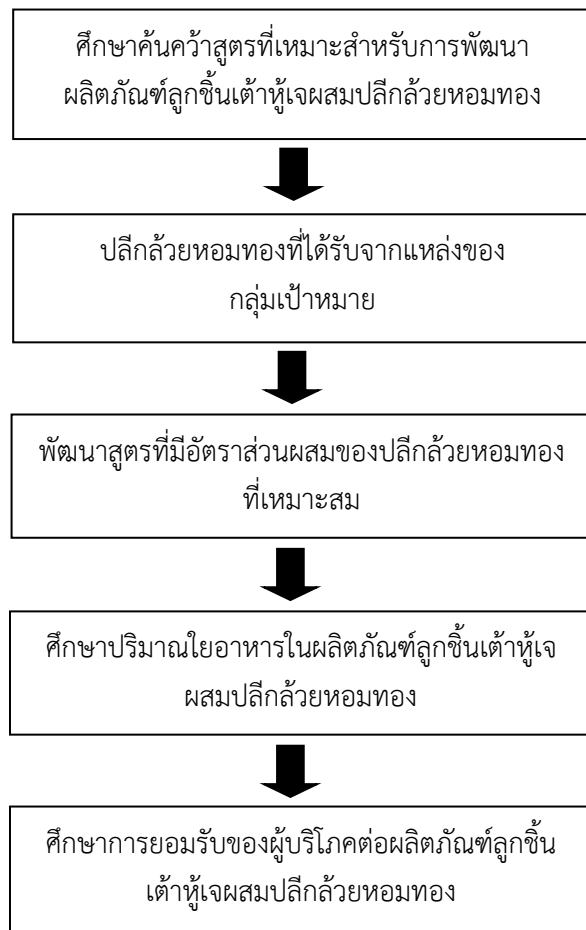 ศึกษาค้นคว้าสูตรที่เหมาะสำหรับการพัฒนา
ผลิตภัณฑ์ลูกชิ้นเต้าหู้เจผสมปลีกล้วยหอมทอง
ปลีกล้วยหอมทองที่ได้รับจากแหล่งของ
กลุ่มเป้าหมาย
พัฒนาสูตรที่มีอัตราส่วนผสมของปลีกล้วยหอมทอง
ที่เหมาะสม
ศึกษาปริมาณใยอาหารในผลิตภัณฑ์ลูกชิ้นเต้าหู้เจ
ผสมปลีกล้วยหอมทอง
ศึกษาการยอมรับของผู้บริโภคต่อผลิตภัณฑ์ลูกชิ้น
เต้าหู้เจผสมปลีกล้วยหอมทอง